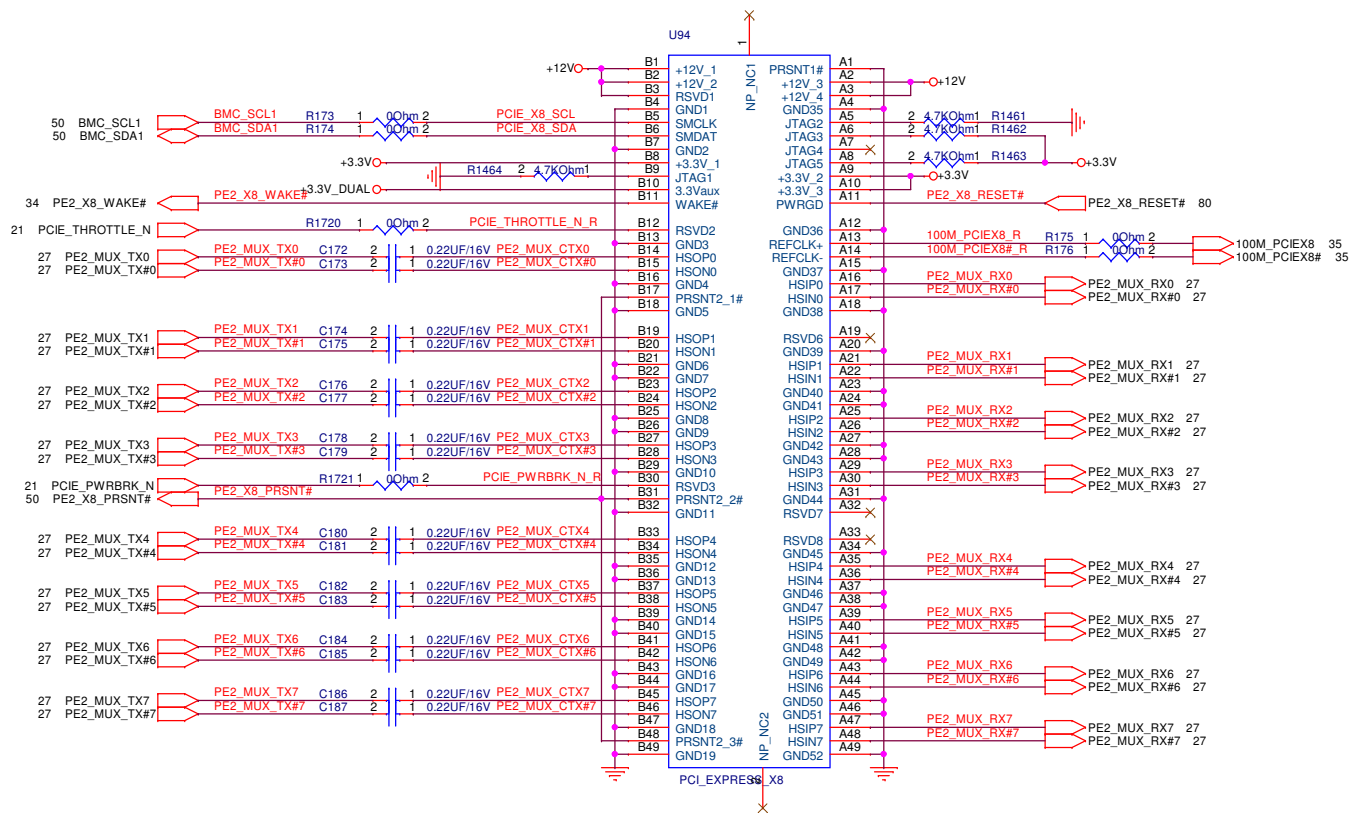 U94
1
NP_NC1
+12V B1 +12V_1 PRSNT1# A1
B2 +12V_2 +12V_3 A2 +12V
B3 RSVD1 +12V_4 A3
B4 GND1 GND35 A4
50 BMC_SCL1 BMC_SCL1 R173 1 0Ohm 2 PCIE_X8_SCL B5 SMCLK JTAG2 A5 2 4.7KOhm 1 R1461
50 BMC_SDA1 BMC_SDA1 R174 1 0Ohm 2 PCIE_X8_SDA B6 SMDAT JTAG3 A6 2 4.7KOhm 1 R1462
B7 GND2 JTAG4 A7
+3.3V B8 +3.3V_1 JTAG5 A8 2 4.7KOhm 1 R1463 +3.3V
R1464 2 4.7KOhm 1 B9 JTAG1 +3.3V_2 A9 +3.3V
+3.3V_DUAL B10 3.3Vaux +3.3V_3 A10
34 PE2_X8_WAKE# PE2_X8_WAKE# B11 WAKE# PWRGD A11 PE2_X8_RESET# PE2_X8_RESET# 80
21 PCIE_THROTTLE_N R1720 1 0Ohm 2 PCIE_THROTTLE_N_R B12 RSVD2 GND36 A12
B13 GND3 REFCLK+ A13 100M_PCIEX8_R R175 1 0Ohm 2 100M_PCIEX8 35
27 PE2_MUX_TX0 PE2_MUX_TX0 C172 2 1 0.22UF/16V PE2_MUX_CTX0 B14 HSOP0 REFCLK- A14 100M_PCIEX8#_R R176 1 0Ohm 2 100M_PCIEX8# 35
27 PE2_MUX_TX#0 PE2_MUX_TX#0 C173 2 1 0.22UF/16V PE2_MUX_CTX#0 B15 HSON0 GND37 A15
B16 GND4 HSIP0 A16 PE2_MUX_RX0 PE2_MUX_RX0 27
B17 PRSNT2_1# HSIN0 A17 PE2_MUX_RX#0 PE2_MUX_RX#0 27
B18 GND5 GND38 A18
27 PE2_MUX_TX1 PE2_MUX_TX1 C174 2 1 0.22UF/16V PE2_MUX_CTX1 B19 HSOP1 RSVD6 A19
27 PE2_MUX_TX#1 PE2_MUX_TX#1 C175 2 1 0.22UF/16V PE2_MUX_CTX#1 B20 HSON1 GND39 A20
B21 GND6 HSIP1 A21 PE2_MUX_RX1 PE2_MUX_RX1 27
B22 GND7 HSIN1 A22 PE2_MUX_RX#1 PE2_MUX_RX#1 27
27 PE2_MUX_TX2 PE2_MUX_TX2 C176 2 1 0.22UF/16V PE2_MUX_CTX2 B23 HSOP2 GND40 A23
27 PE2_MUX_TX#2 PE2_MUX_TX#2 C177 2 1 0.22UF/16V PE2_MUX_CTX#2 B24 HSON2 GND41 A24
B25 GND8 HSIP2 A25 PE2_MUX_RX2 PE2_MUX_RX2 27
B26 GND9 HSIN2 A26 PE2_MUX_RX#2 PE2_MUX_RX#2 27
27 PE2_MUX_TX3 PE2_MUX_TX3 C178 2 1 0.22UF/16V PE2_MUX_CTX3 B27 HSOP3 GND42 A27
27 PE2_MUX_TX#3 PE2_MUX_TX#3 C179 2 1 0.22UF/16V PE2_MUX_CTX#3 B28 HSON3 GND43 A28
B29 GND10 HSIP3 A29 PE2_MUX_RX3 PE2_MUX_RX3 27
21 PCIE_PWRBRK_N R1721 1 0Ohm 2 PCIE_PWRBRK_N_R B30 RSVD3 HSIN3 A30 PE2_MUX_RX#3 PE2_MUX_RX#3 27
50 PE2_X8_PRSNT# PE2_X8_PRSNT# B31 PRSNT2_2# GND44 A31
B32 GND11 RSVD7 A32
27 PE2_MUX_TX4 PE2_MUX_TX4 C180 2 1 0.22UF/16V PE2_MUX_CTX4 B33 HSOP4 RSVD8 A33
27 PE2_MUX_TX#4 PE2_MUX_TX#4 C181 2 1 0.22UF/16V PE2_MUX_CTX#4 B34 HSON4 GND45 A34
B35 GND12 HSIP4 A35 PE2_MUX_RX4 PE2_MUX_RX4 27
B36 GND13 HSIN4 A36 PE2_MUX_RX#4 PE2_MUX_RX#4 27
27 PE2_MUX_TX5 PE2_MUX_TX5 C182 2 1 0.22UF/16V PE2_MUX_CTX5 B37 HSOP5 GND46 A37
27 PE2_MUX_TX#5 PE2_MUX_TX#5 C183 2 1 0.22UF/16V PE2_MUX_CTX#5 B38 HSON5 GND47 A38
B39 GND14 HSIP5 A39 PE2_MUX_RX5 PE2_MUX_RX5 27
B40 GND15 HSIN5 A40 PE2_MUX_RX#5 PE2_MUX_RX#5 27
27 PE2_MUX_TX6 PE2_MUX_TX6 C184 2 1 0.22UF/16V PE2_MUX_CTX6 B41 HSOP6 GND48 A41
27 PE2_MUX_TX#6 PE2_MUX_TX#6 C185 2 1 0.22UF/16V PE2_MUX_CTX#6 B42 HSON6 GND49 A42
B43 GND16 HSIP6 A43 PE2_MUX_RX6 PE2_MUX_RX6 27
B44 GND17 HSIN6 A44 PE2_MUX_RX#6 PE2_MUX_RX#6 27
27 PE2_MUX_TX7 PE2_MUX_TX7 C186 2 1 0.22UF/16V PE2_MUX_CTX7 B45 HSOP7 GND50 A45
27 PE2_MUX_TX#7 PE2_MUX_TX#7 C187 2 1 0.22UF/16V PE2_MUX_CTX#7 B46 HSON7 GND51 A46
B47 GND18 HSIP7 A47 PE2_MUX_RX7 PE2_MUX_RX7 27
B48 PRSNT2_3# HSIN7 A48 PE2_MUX_RX#7 PE2_MUX_RX#7 27
B49 GND19 GND52 A49
NP_NC2
PCI_EXPRESS_X8
2